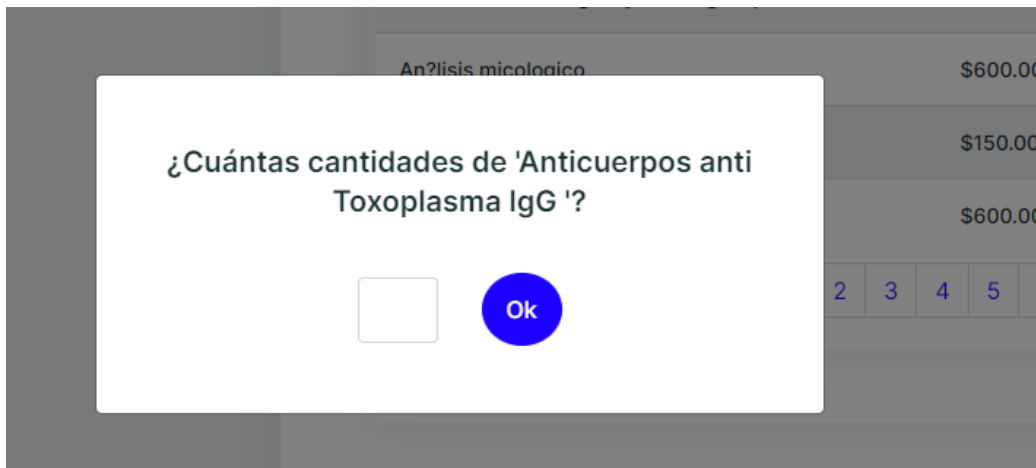 An?lisis micologico
$600.00
¿Cuántas cantidades de 'Anticuerpos anti
Toxoplasma IgG '?
$150.00
$600.00
Ok
2 3 4 5